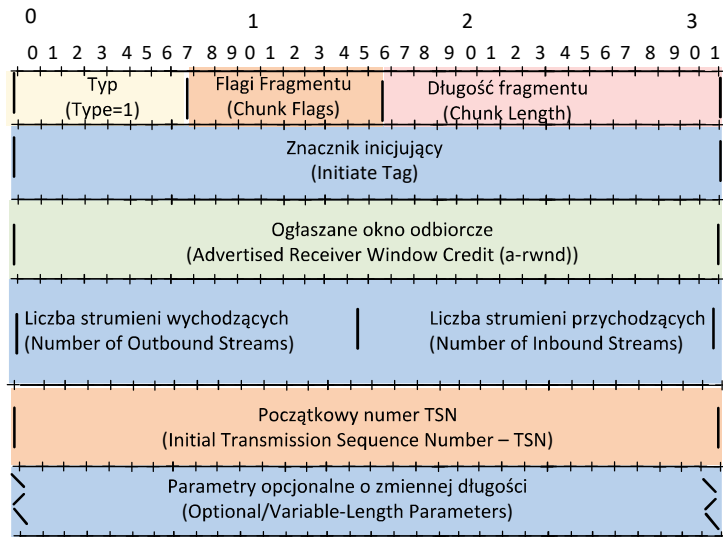 0 1 2 3
0 1 2 3 4 5 6 7 8 9 0 1 2 3 4 5 6 7 8 9 0 1 2 3 4 5 6 7 8 9 0 1
Typ
(Type=1)
Flagi Fragmentu
(Chunk Flags)
Długość fragmentu
(Chunk Length)
Znacznik inicjujący
(Initiate Tag)
Ogłaszane okno odbiorcze
(Advertised Receiver Window Credit (a-rwnd))
Liczba strumieni wychodzących
(Number of Outbound Streams)
Liczba strumieni przychodzących
(Number of Inbound Streams)
Początkowy numer TSN
(Initial Transmission Sequence Number – TSN)
Parametry opcjonalne o zmiennej długości
(Optional/Variable-Length Parameters)